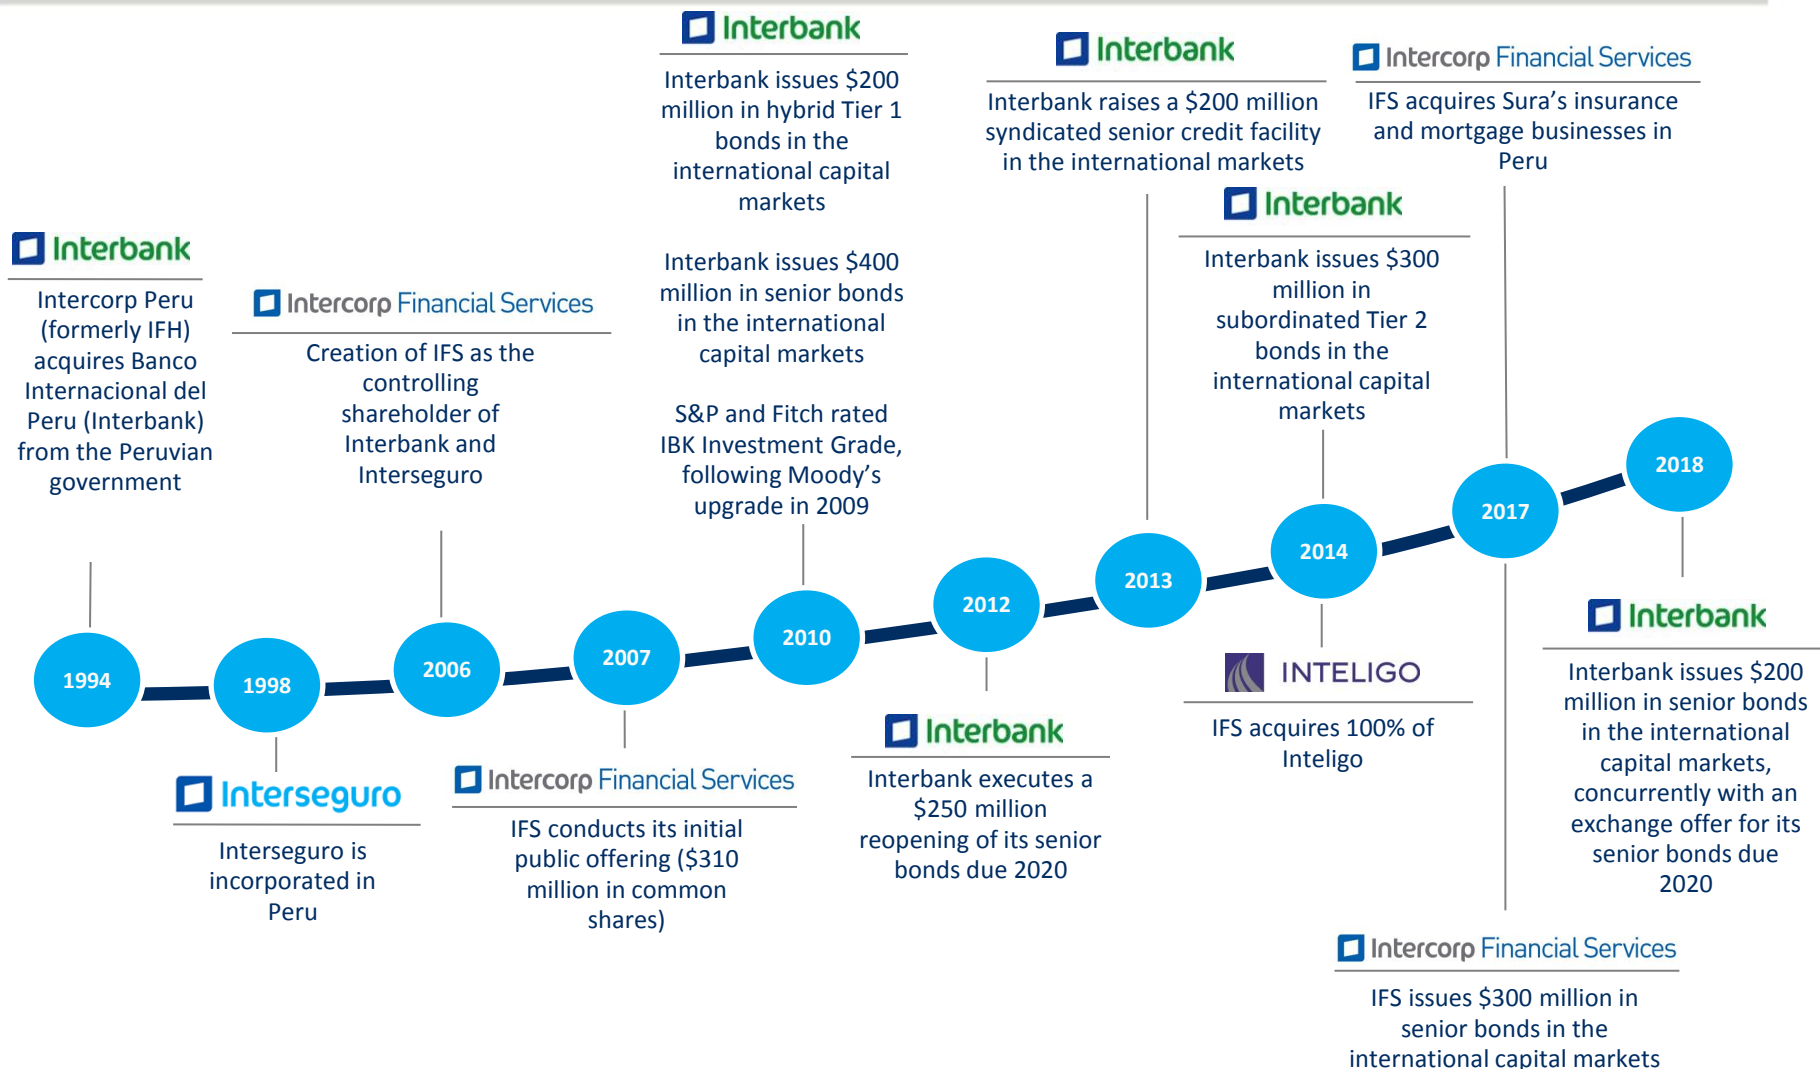 Interbank
Intercorp Peru
(formerly IFH)
acquires Banco
Internacional del
Peru (Interbank)
from the Peruvian
government
Intercorp Financial Services
Creation of IFS as the
controlling
shareholder of
Interbank and
Interseguro
Interbank
Interbank issues $200
million in hybrid Tier 1
bonds in the
international capital
markets
Interbank issues $400
million in senior bonds
in the international
capital markets
S&P and Fitch rated
IBK Investment Grade,
following Moody’s
upgrade in 2009
Interbank
Interbank raises a $200 million
syndicated senior credit facility
in the international markets
Interbank
Interbank issues $300
million in
subordinated Tier 2
bonds in the
international capital
markets
Intercorp Financial Services
IFS acquires Sura’s insurance
and mortgage businesses in
Peru
1994
1998
2006
2007
2010
2012
2013
2014
2017
2018
Interseguro
Interseguro is
incorporated in
Peru
Intercorp Financial Services
IFS conducts its initial
public offering ($310
million in common
shares)
Interbank
Interbank executes a
$250 million
reopening of its senior
bonds due 2020
INTELIGO
IFS acquires 100% of
Inteligo
Intercorp Financial Services
IFS issues $300 million in
senior bonds in the
international capital markets
Interbank
Interbank issues $200
million in senior bonds
in the international
capital markets,
concurrently with an
exchange offer for its
senior bonds due
2020